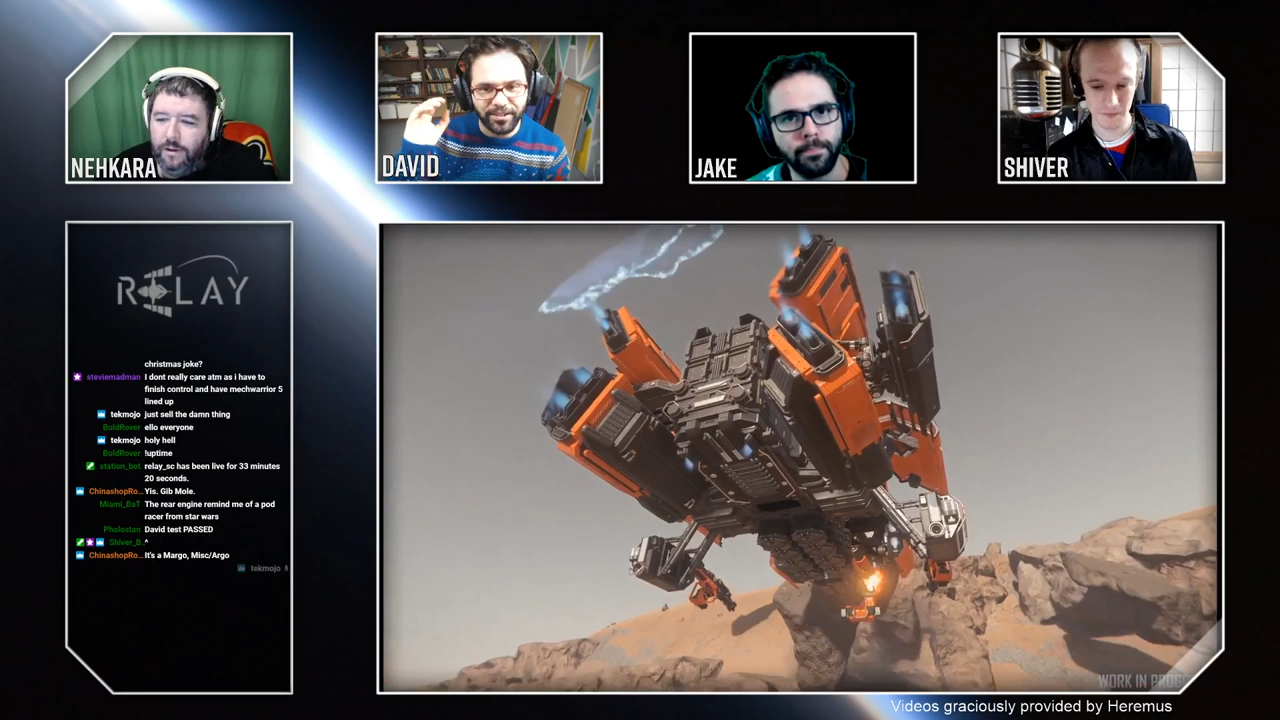 NEHKARA
DAVID
JAKE
SHIVER
RELAY
christmas joke?
steviemadman I dont really care atm as i have to
finish control and have mechwarrior 5
lined up
tekmojo just sell the damn thing
BoldRover ello everyone
tekmojo holy hell
BoldRover !uptime
station_bot relay_sc has been live for 33 minutes
20 seconds.
ChinashopRo... Yis. Gib Mole.
Miami_BaT The rear engine remind me of a pod
racer from star wars
Pholostan David test PASSED
Shiver_B... ^
ChinashopRo... It's a Margo, Misc/Argo
tekmojo
WORK IN PROG
Videos graciously provided by Heremus